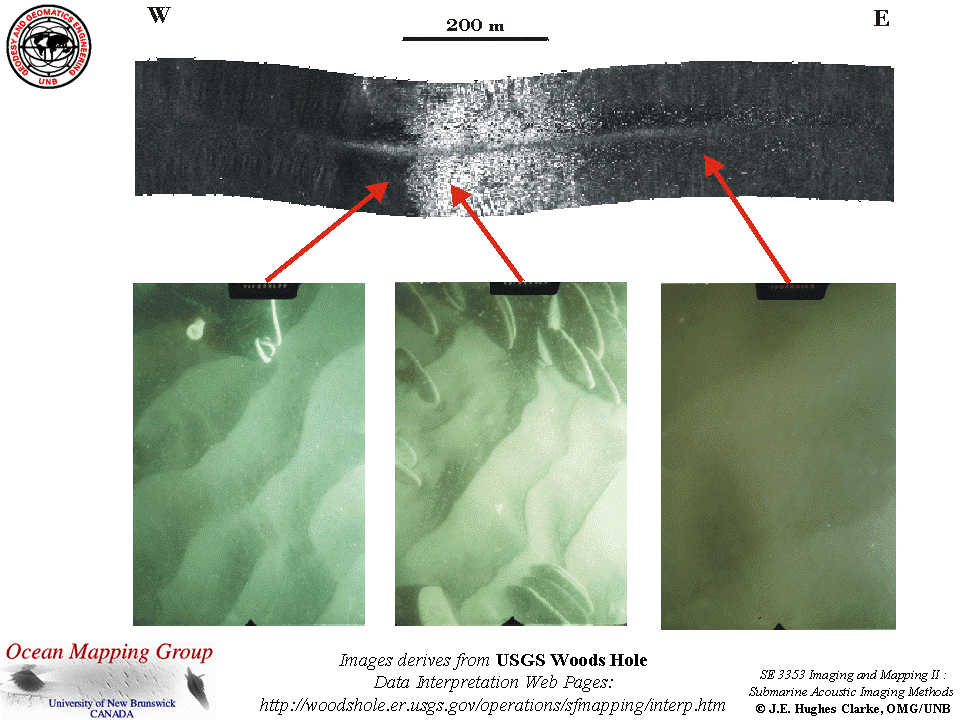 W
E
200 m
GEODESY AND GEOMATICS ENGINEERING
UNB
Ocean Mapping Group
University of New Brunswick
CANADA
Images derives from USGS Woods Hole
Data Interpretation Web Pages:
http://woodshole.er.usgs.gov/operations/sfmapping/interp.htm
SE 3353 Imaging and Mapping II :
Submarine Acoustic Imaging Methods
© J.E. Hughes Clarke, OMG/UNB